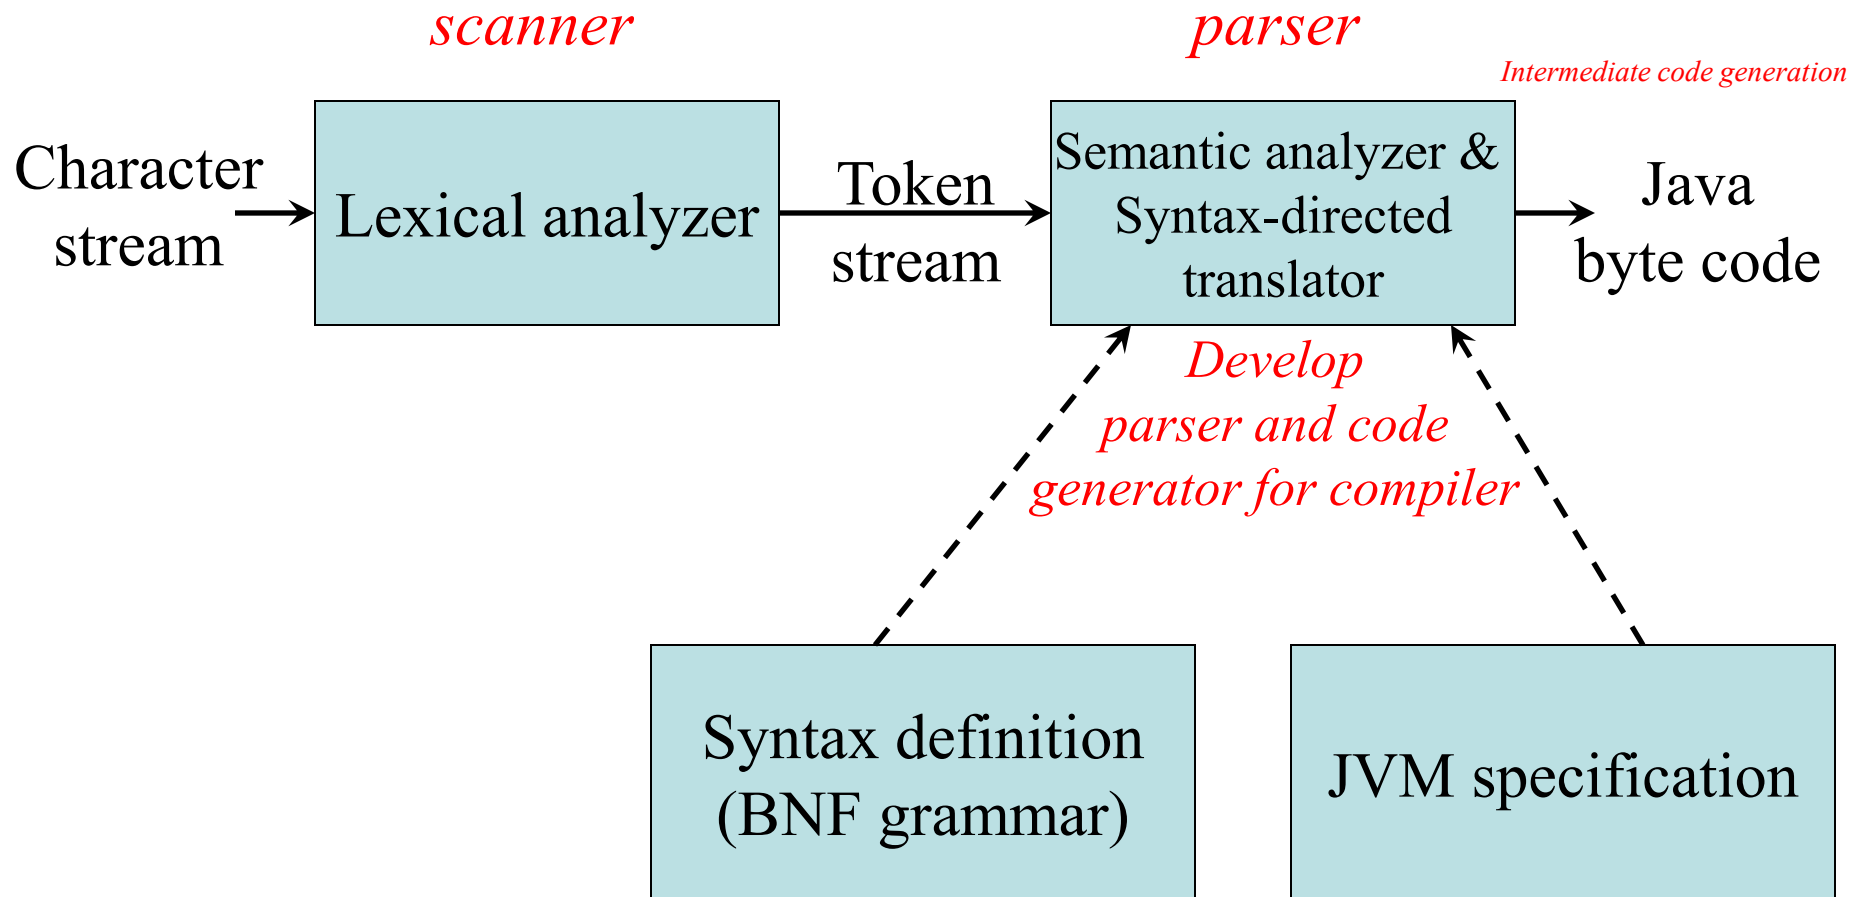 scanner
parser
Intermediate code generation
Character
stream
Lexical analyzer
Token
stream
Semantic analyzer &
Syntax-directed
translator
Java
byte code
Develop
parser and code
generator for compiler
Syntax definition
(BNF grammar)
JVM specification